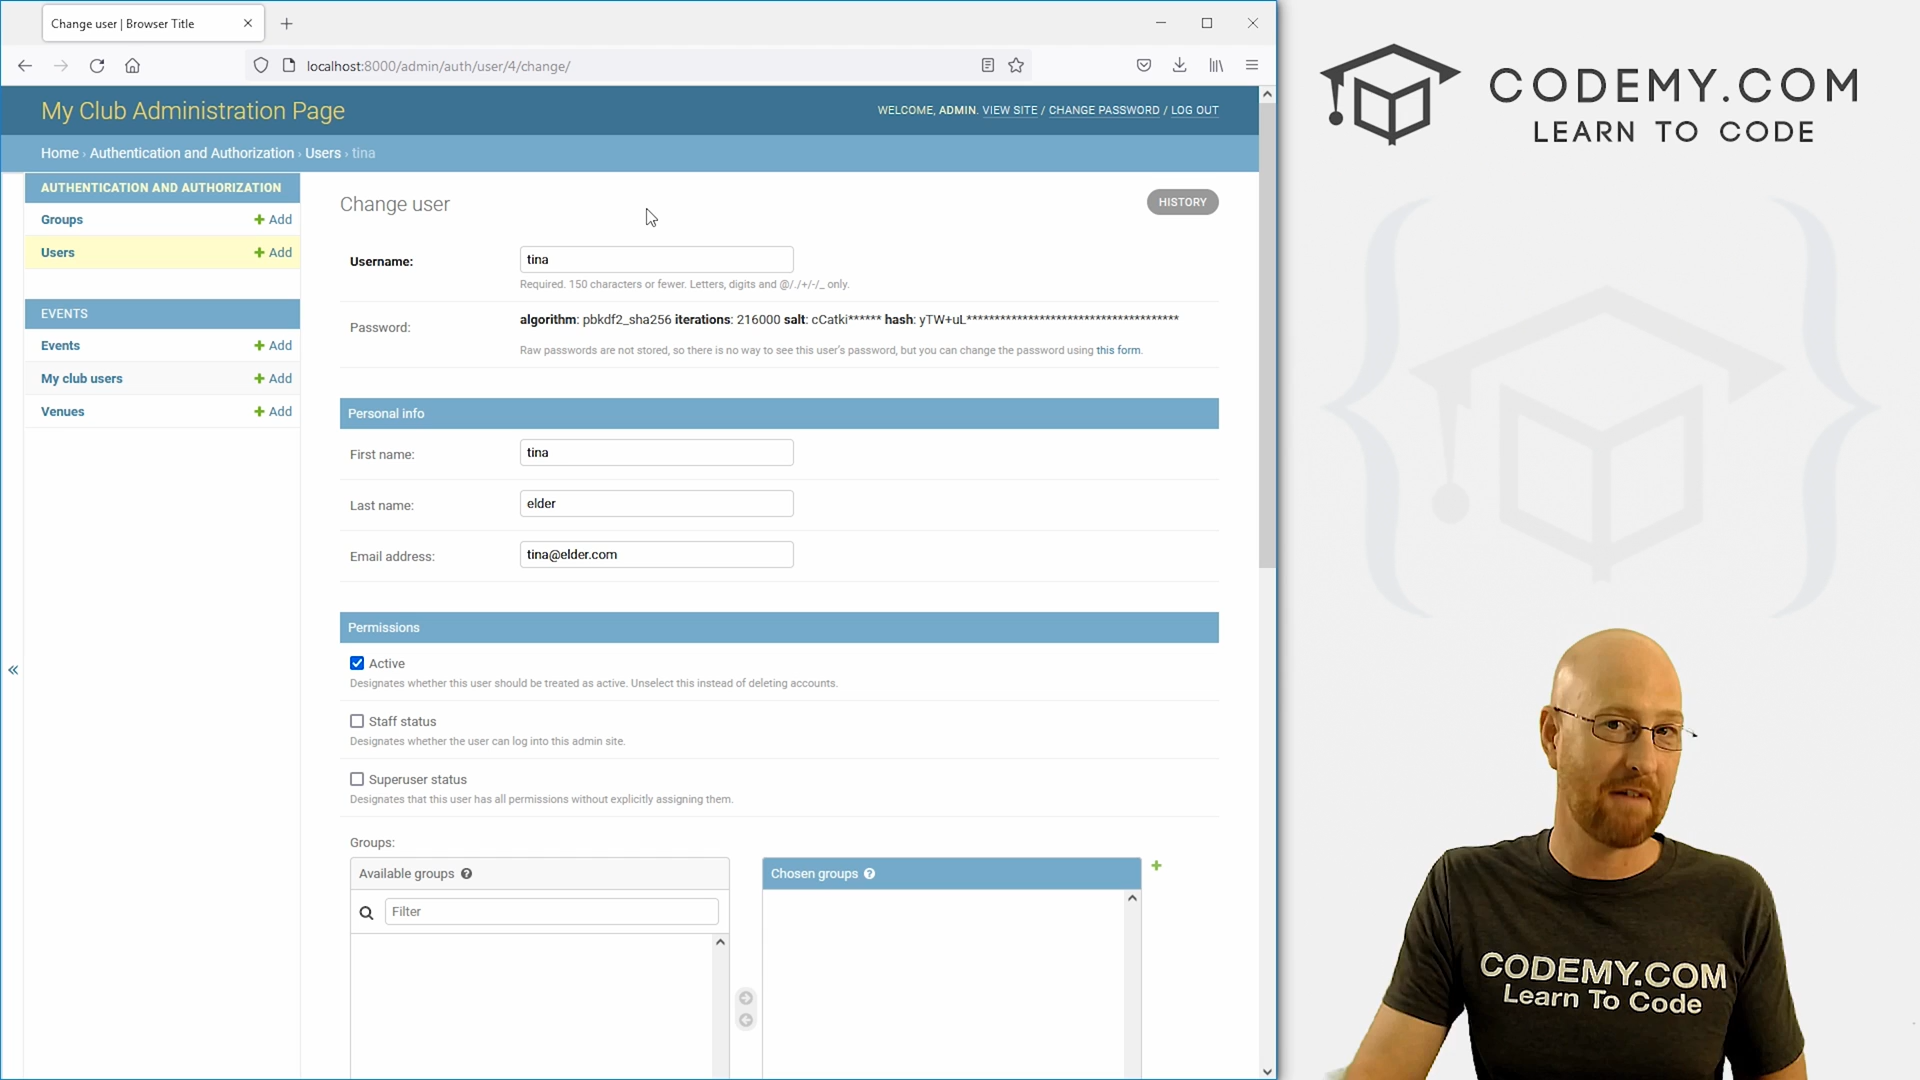 Change user | Browser Title
localhost:8000/admin/auth/user/4/change/
My Club Administration Page
WELCOME, ADMIN. VIEW SITE / CHANGE PASSWORD / LOG OUT
Home › Authentication and Authorization › Users › tina
AUTHENTICATION AND AUTHORIZATION
Groups + Add
Users + Add
EVENTS
Events + Add
My club users + Add
Venues + Add
Change user
HISTORY
Username: tina
Required. 150 characters or fewer. Letters, digits and @/./+/-/_ only.
Password: algorithm: pbkdf2_sha256 iterations: 216000 salt: cCatki****** hash: yTW+uL**************************************
Raw passwords are not stored, so there is no way to see this user's password, but you can change the password using this form.
Personal info
First name: tina
Last name: elder
Email address: tina@elder.com
Permissions
Active
Designates whether this user should be treated as active. Unselect this instead of deleting accounts.
Staff status
Designates whether the user can log into this admin site.
Superuser status
Designates that this user has all permissions without explicitly assigning them.
Groups:
Available groups ?
Filter
Chosen groups ?
CODEMY.COM
LEARN TO CODE
CODEMY.COM
Learn To Code